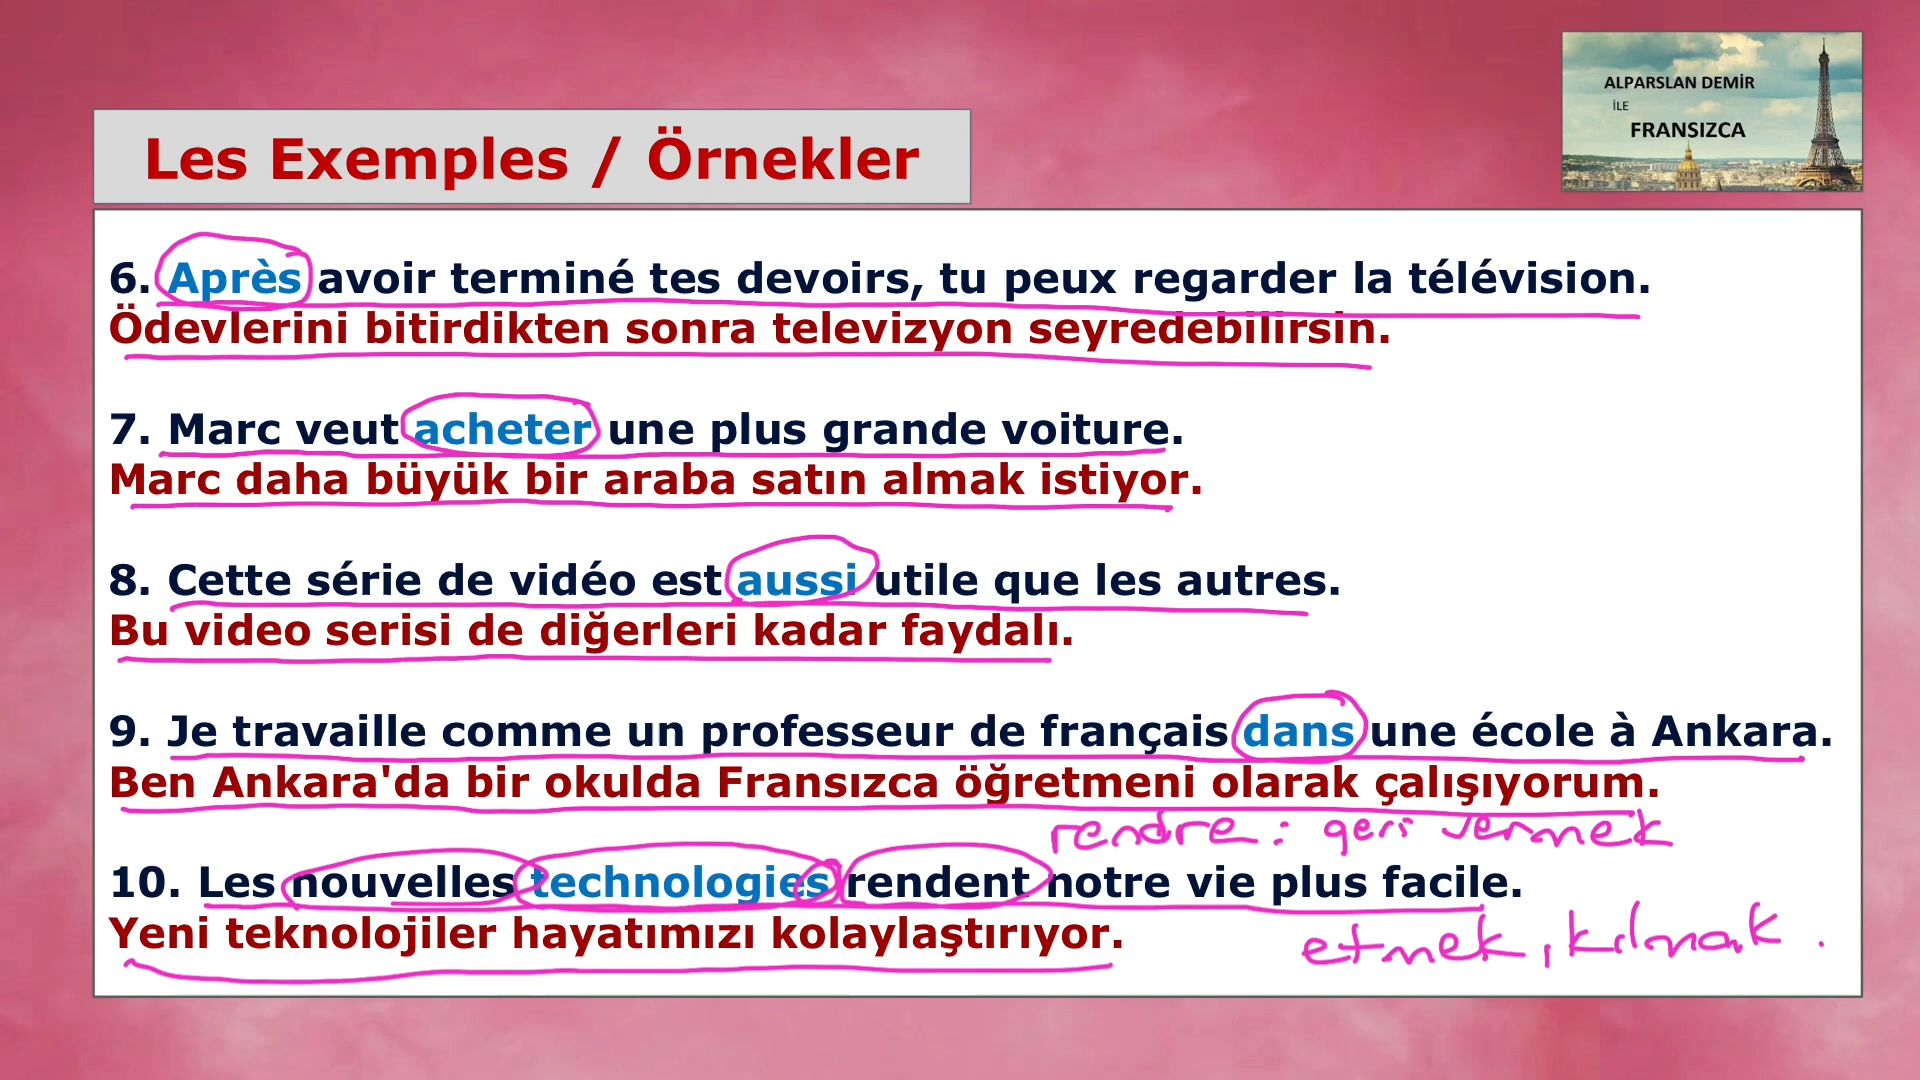 ALPARSLAN DEMİR
İLE
FRANSIZCA
Les Exemples / Örnekler
6. Après avoir terminé tes devoirs, tu peux regarder la télévision.
Ödevlerini bitirdikten sonra televizyon seyredebilirsin.
7. Marc veut acheter une plus grande voiture.
Marc daha büyük bir araba satın almak istiyor.
8. Cette série de vidéo est aussi utile que les autres.
Bu video serisi de diğerleri kadar faydalı.
9. Je travaille comme un professeur de français dans une école à Ankara.
Ben Ankara'da bir okulda Fransızca öğretmeni olarak çalışıyorum.
rendre : geri vermek
10. Les nouvelles technologies rendent notre vie plus facile.
Yeni teknolojiler hayatımızı kolaylaştırıyor.
etmek, kılmak.